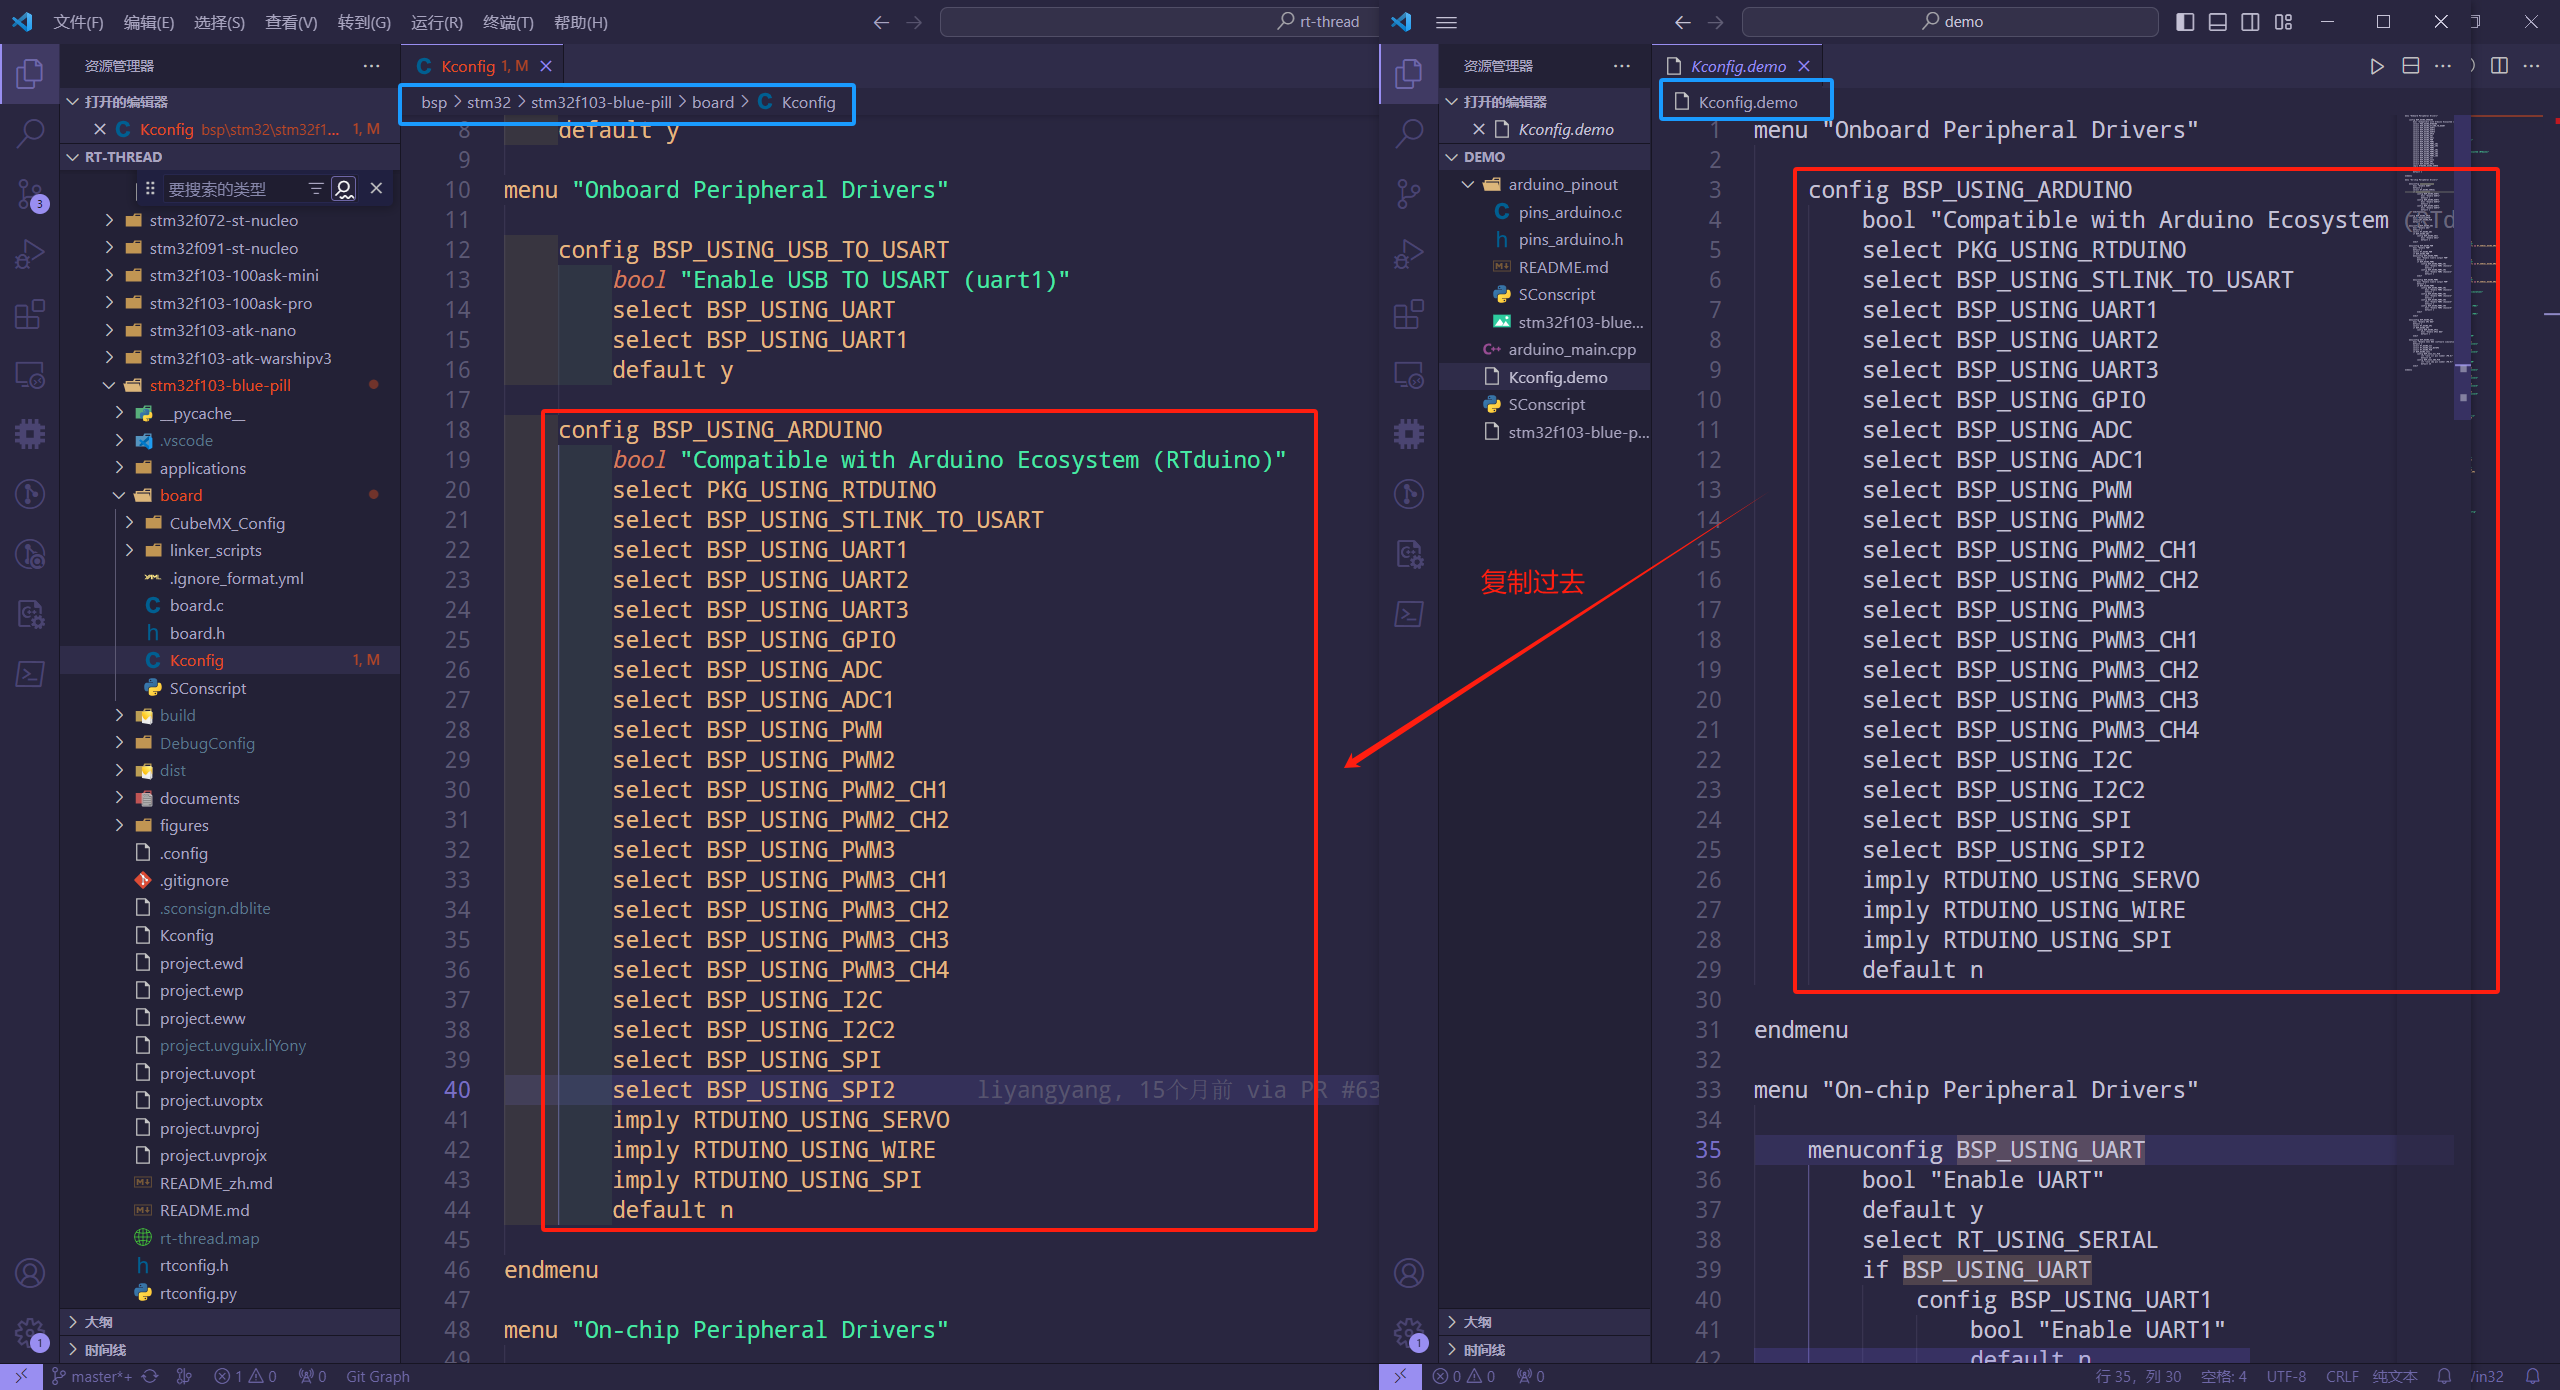 文件(F) 编辑(E) 选择(S) 查看(V) 转到(G) 运行(R) 终端(T) 帮助(H)
rt-thread
资源管理器
打开的编辑器
Kconfig bsp\stm32\stm32f1... 1, M
RT-THREAD
要搜索的类型
stm32f072-st-nucleo
stm32f091-st-nucleo
stm32f103-100ask-mini
stm32f103-100ask-pro
stm32f103-atk-nano
stm32f103-atk-warshipv3
stm32f103-blue-pill
__pycache__
.vscode
applications
board
CubeMX_Config
linker_scripts
.ignore_format.yml
board.c
board.h
Kconfig 1, M
SConscript
build
DebugConfig
dist
documents
figures
.config
.gitignore
.sconsign.dblite
Kconfig
project.ewd
project.ewp
project.eww
project.uvguix.liYony
project.uvopt
project.uvoptx
project.uvproj
project.uvprojx
README_zh.md
README.md
rt-thread.map
rtconfig.h
rtconfig.py
大纲
时间线
3
1
master*+ 1 0 0 Git Graph
Kconfig 1, M
bsp > stm32 > stm32f103-blue-pill > board > Kconfig
8 default y
9
10 menu "Onboard Peripheral Drivers"
11
12 config BSP_USING_USB_TO_USART
13 bool "Enable USB TO USART (uart1)"
14 select BSP_USING_UART
15 select BSP_USING_UART1
16 default y
17
18 config BSP_USING_ARDUINO
19 bool "Compatible with Arduino Ecosystem (RTduino)"
20 select PKG_USING_RTDUINO
21 select BSP_USING_STLINK_TO_USART
22 select BSP_USING_UART1
23 select BSP_USING_UART2
24 select BSP_USING_UART3
25 select BSP_USING_GPIO
26 select BSP_USING_ADC
27 select BSP_USING_ADC1
28 select BSP_USING_PWM
29 select BSP_USING_PWM2
30 select BSP_USING_PWM2_CH1
31 select BSP_USING_PWM2_CH2
32 select BSP_USING_PWM3
33 select BSP_USING_PWM3_CH1
34 select BSP_USING_PWM3_CH2
35 select BSP_USING_PWM3_CH3
36 select BSP_USING_PWM3_CH4
37 select BSP_USING_I2C
38 select BSP_USING_I2C2
39 select BSP_USING_SPI
40 select BSP_USING_SPI2 liyangyang, 15个月前 via PR #63
41 imply RTDUINO_USING_SERVO
42 imply RTDUINO_USING_WIRE
43 imply RTDUINO_USING_SPI
44 default n
45
46 endmenu
47
48 menu "On-chip Peripheral Drivers"
49
复制过去
demo
资源管理器
打开的编辑器
Kconfig.demo
DEMO
arduino_pinout
pins_arduino.c
pins_arduino.h
README.md
SConscript
stm32f103-blue...
arduino_main.cpp
Kconfig.demo
SConscript
stm32f103-blue-p...
大纲
时间线
1
Kconfig.demo
Kconfig.demo
1 menu "Onboard Peripheral Drivers"
2
3 config BSP_USING_ARDUINO
4 bool "Compatible with Arduino Ecosystem (RTd
5 select PKG_USING_RTDUINO
6 select BSP_USING_STLINK_TO_USART
7 select BSP_USING_UART1
8 select BSP_USING_UART2
9 select BSP_USING_UART3
10 select BSP_USING_GPIO
11 select BSP_USING_ADC
12 select BSP_USING_ADC1
13 select BSP_USING_PWM
14 select BSP_USING_PWM2
15 select BSP_USING_PWM2_CH1
16 select BSP_USING_PWM2_CH2
17 select BSP_USING_PWM3
18 select BSP_USING_PWM3_CH1
19 select BSP_USING_PWM3_CH2
20 select BSP_USING_PWM3_CH3
21 select BSP_USING_PWM3_CH4
22 select BSP_USING_I2C
23 select BSP_USING_I2C2
24 select BSP_USING_SPI
25 select BSP_USING_SPI2
26 imply RTDUINO_USING_SERVO
27 imply RTDUINO_USING_WIRE
28 imply RTDUINO_USING_SPI
29 default n
30
31 endmenu
32
33 menu "On-chip Peripheral Drivers"
34
35 menuconfig BSP_USING_UART
36 bool "Enable UART"
37 default y
38 select RT_USING_SERIAL
39 if BSP_USING_UART
40 config BSP_USING_UART1
41 bool "Enable UART1"
42 default n
0 0 0 行 35，列 30 空格: 4 UTF-8 CRLF 纯文本 /in32